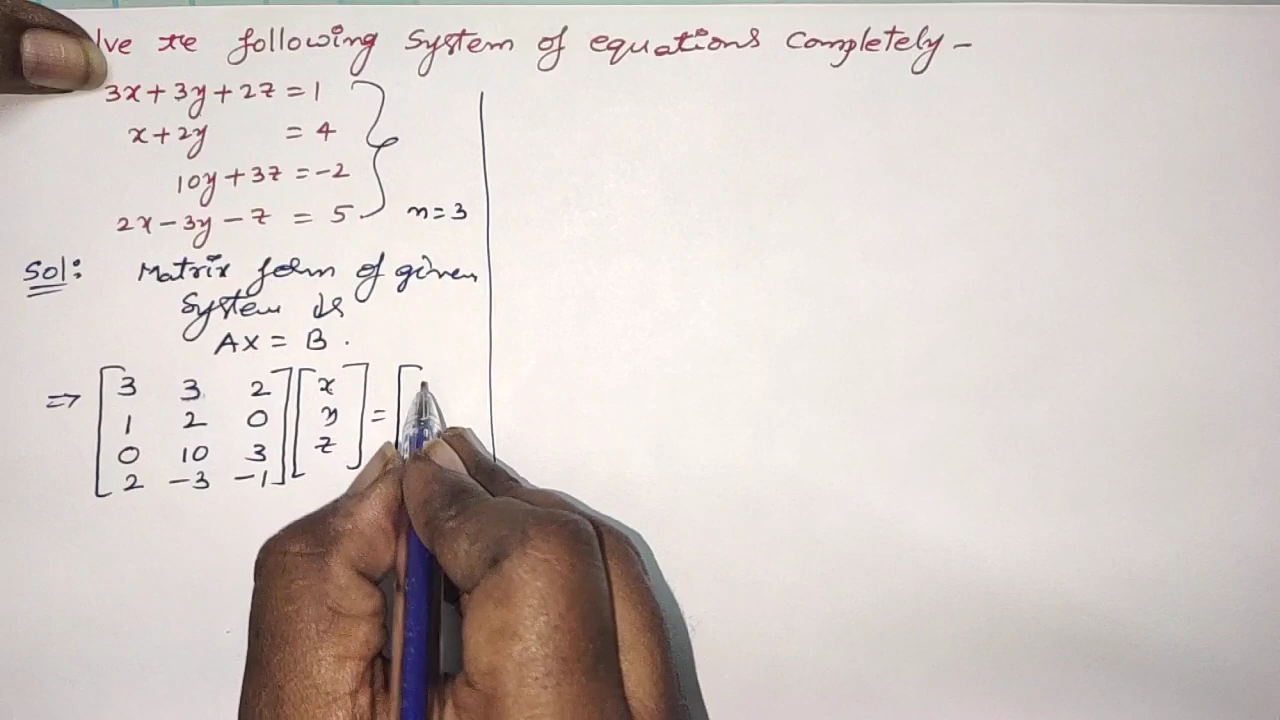 lve the following system of equations completely -
3x + 3y + 2z = 1
x + 2y = 4
10y + 3z = -2
2x - 3y - z = 5 n = 3
Sol: Matrix form of given
system is
AX = B .
⇒ [3 3 2] [x] = [
1 2 0 y
0 10 3 z
2 -3 -1